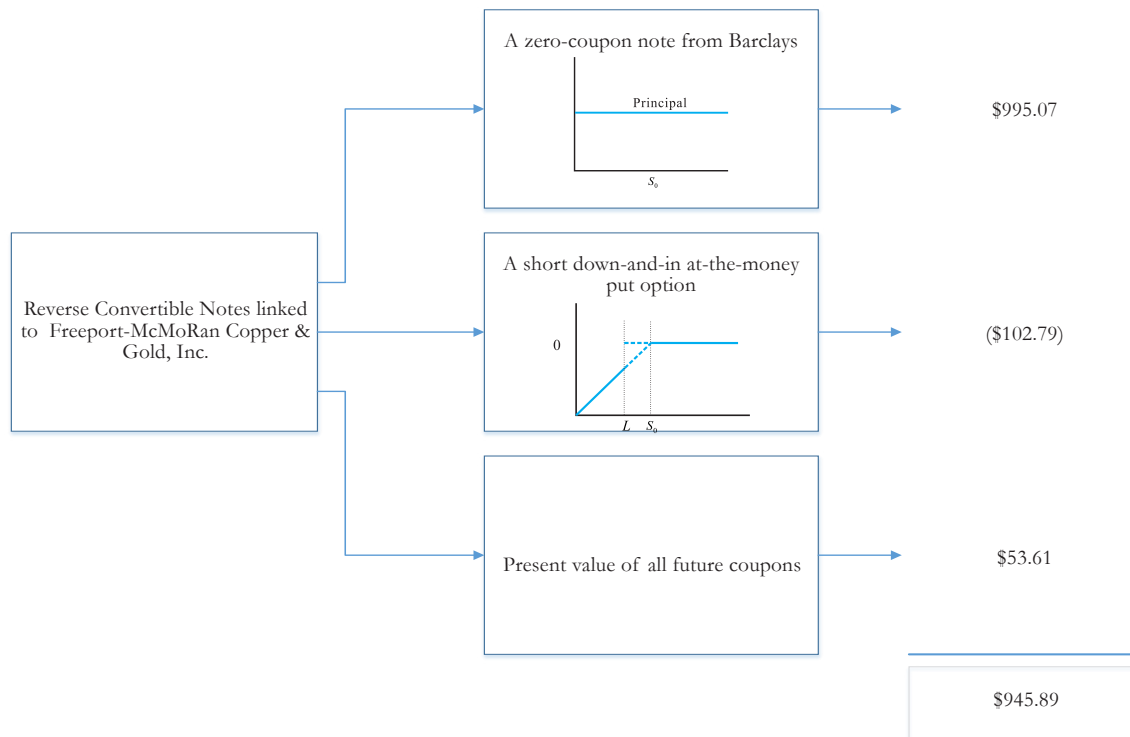 A zero-coupon note from Barclays
Principal
S₀
$995.07
Reverse Convertible Notes linked
to Freeport-McMoRan Copper &
Gold, Inc.
A short down-and-in at-the-money
put option
0
L S₀
($102.79)
Present value of all future coupons
$53.61
$945.89